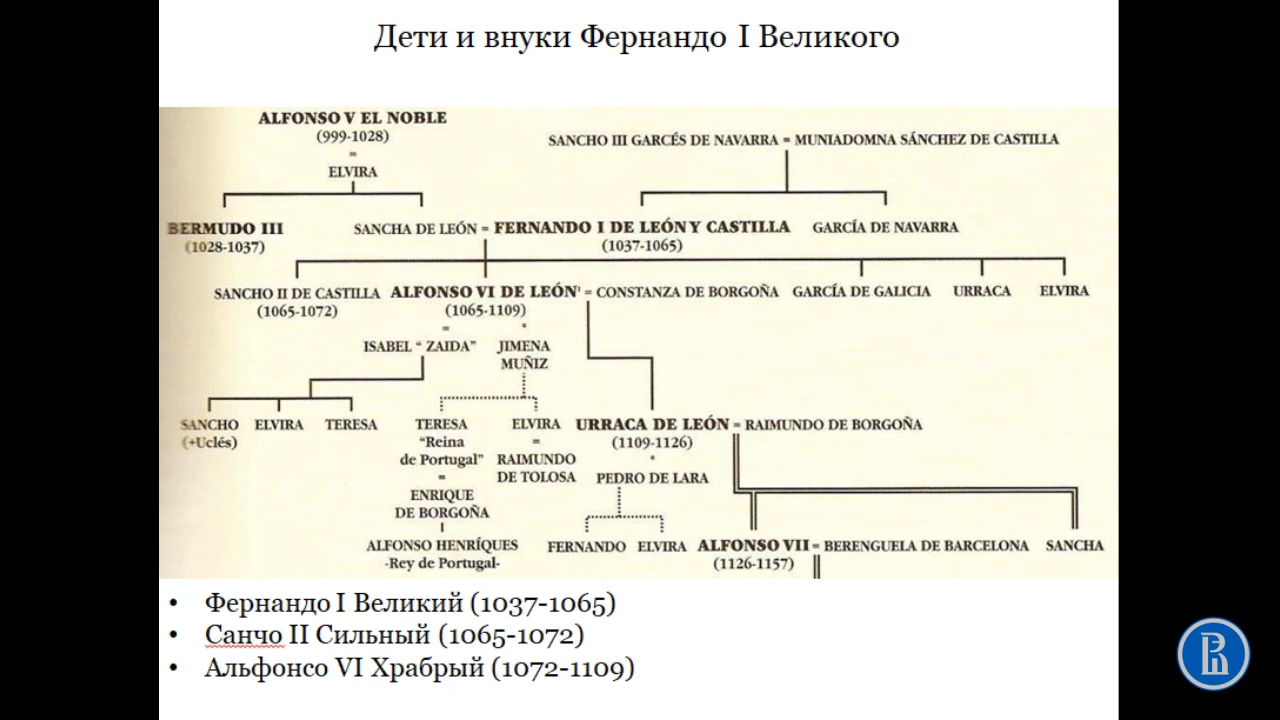 Дети и внуки Фернандо I Великого
ALFONSO V EL NOBLE
(999-1028)
=
ELVIRA
SANCHO III GARCÉS DE NAVARRA = MUNIADOMNA SÁNCHEZ DE CASTILLA
BERMUDO III
(1028-1037)
SANCHA DE LEÓN = FERNANDO I DE LEÓN Y CASTILLA
(1037-1065)
GARCÍA DE NAVARRA
SANCHO II DE CASTILLA
(1065-1072)
ALFONSO VI DE LEÓN¹ = CONSTANZA DE BORGOÑA
(1065-1109)
GARCÍA DE GALICIA
URRACA
ELVIRA
=
ISABEL “ ZAIDA”
*
JIMENA
MUÑIZ
SANCHO
(+Uclés)
ELVIRA
TERESA
TERESA
“Reina
de Portugal”
=
ENRIQUE
DE BORGOÑA
ALFONSO HENRÍQUES
-Rey de Portugal-
ELVIRA
=
RAIMUNDO
DE TOLOSA
URRACA DE LEÓN = RAIMUNDO DE BORGOÑA
(1109-1126)
*
PEDRO DE LARA
FERNANDO
ELVIRA
ALFONSO VII = BERENGUELA DE BARCELONA
(1126-1157)
SANCHA
• Фернандо I Великий (1037-1065)
• Санчо II Сильный (1065-1072)
• Альфонсо VI Храбрый (1072-1109)